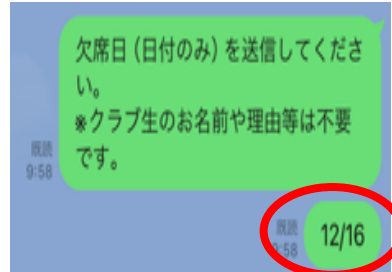 欠席日（日付のみ）を送信してくださ
い。
※クラブ生のお名前や理由等は不要
です。
既読
9:58
既読
9:58
12/16